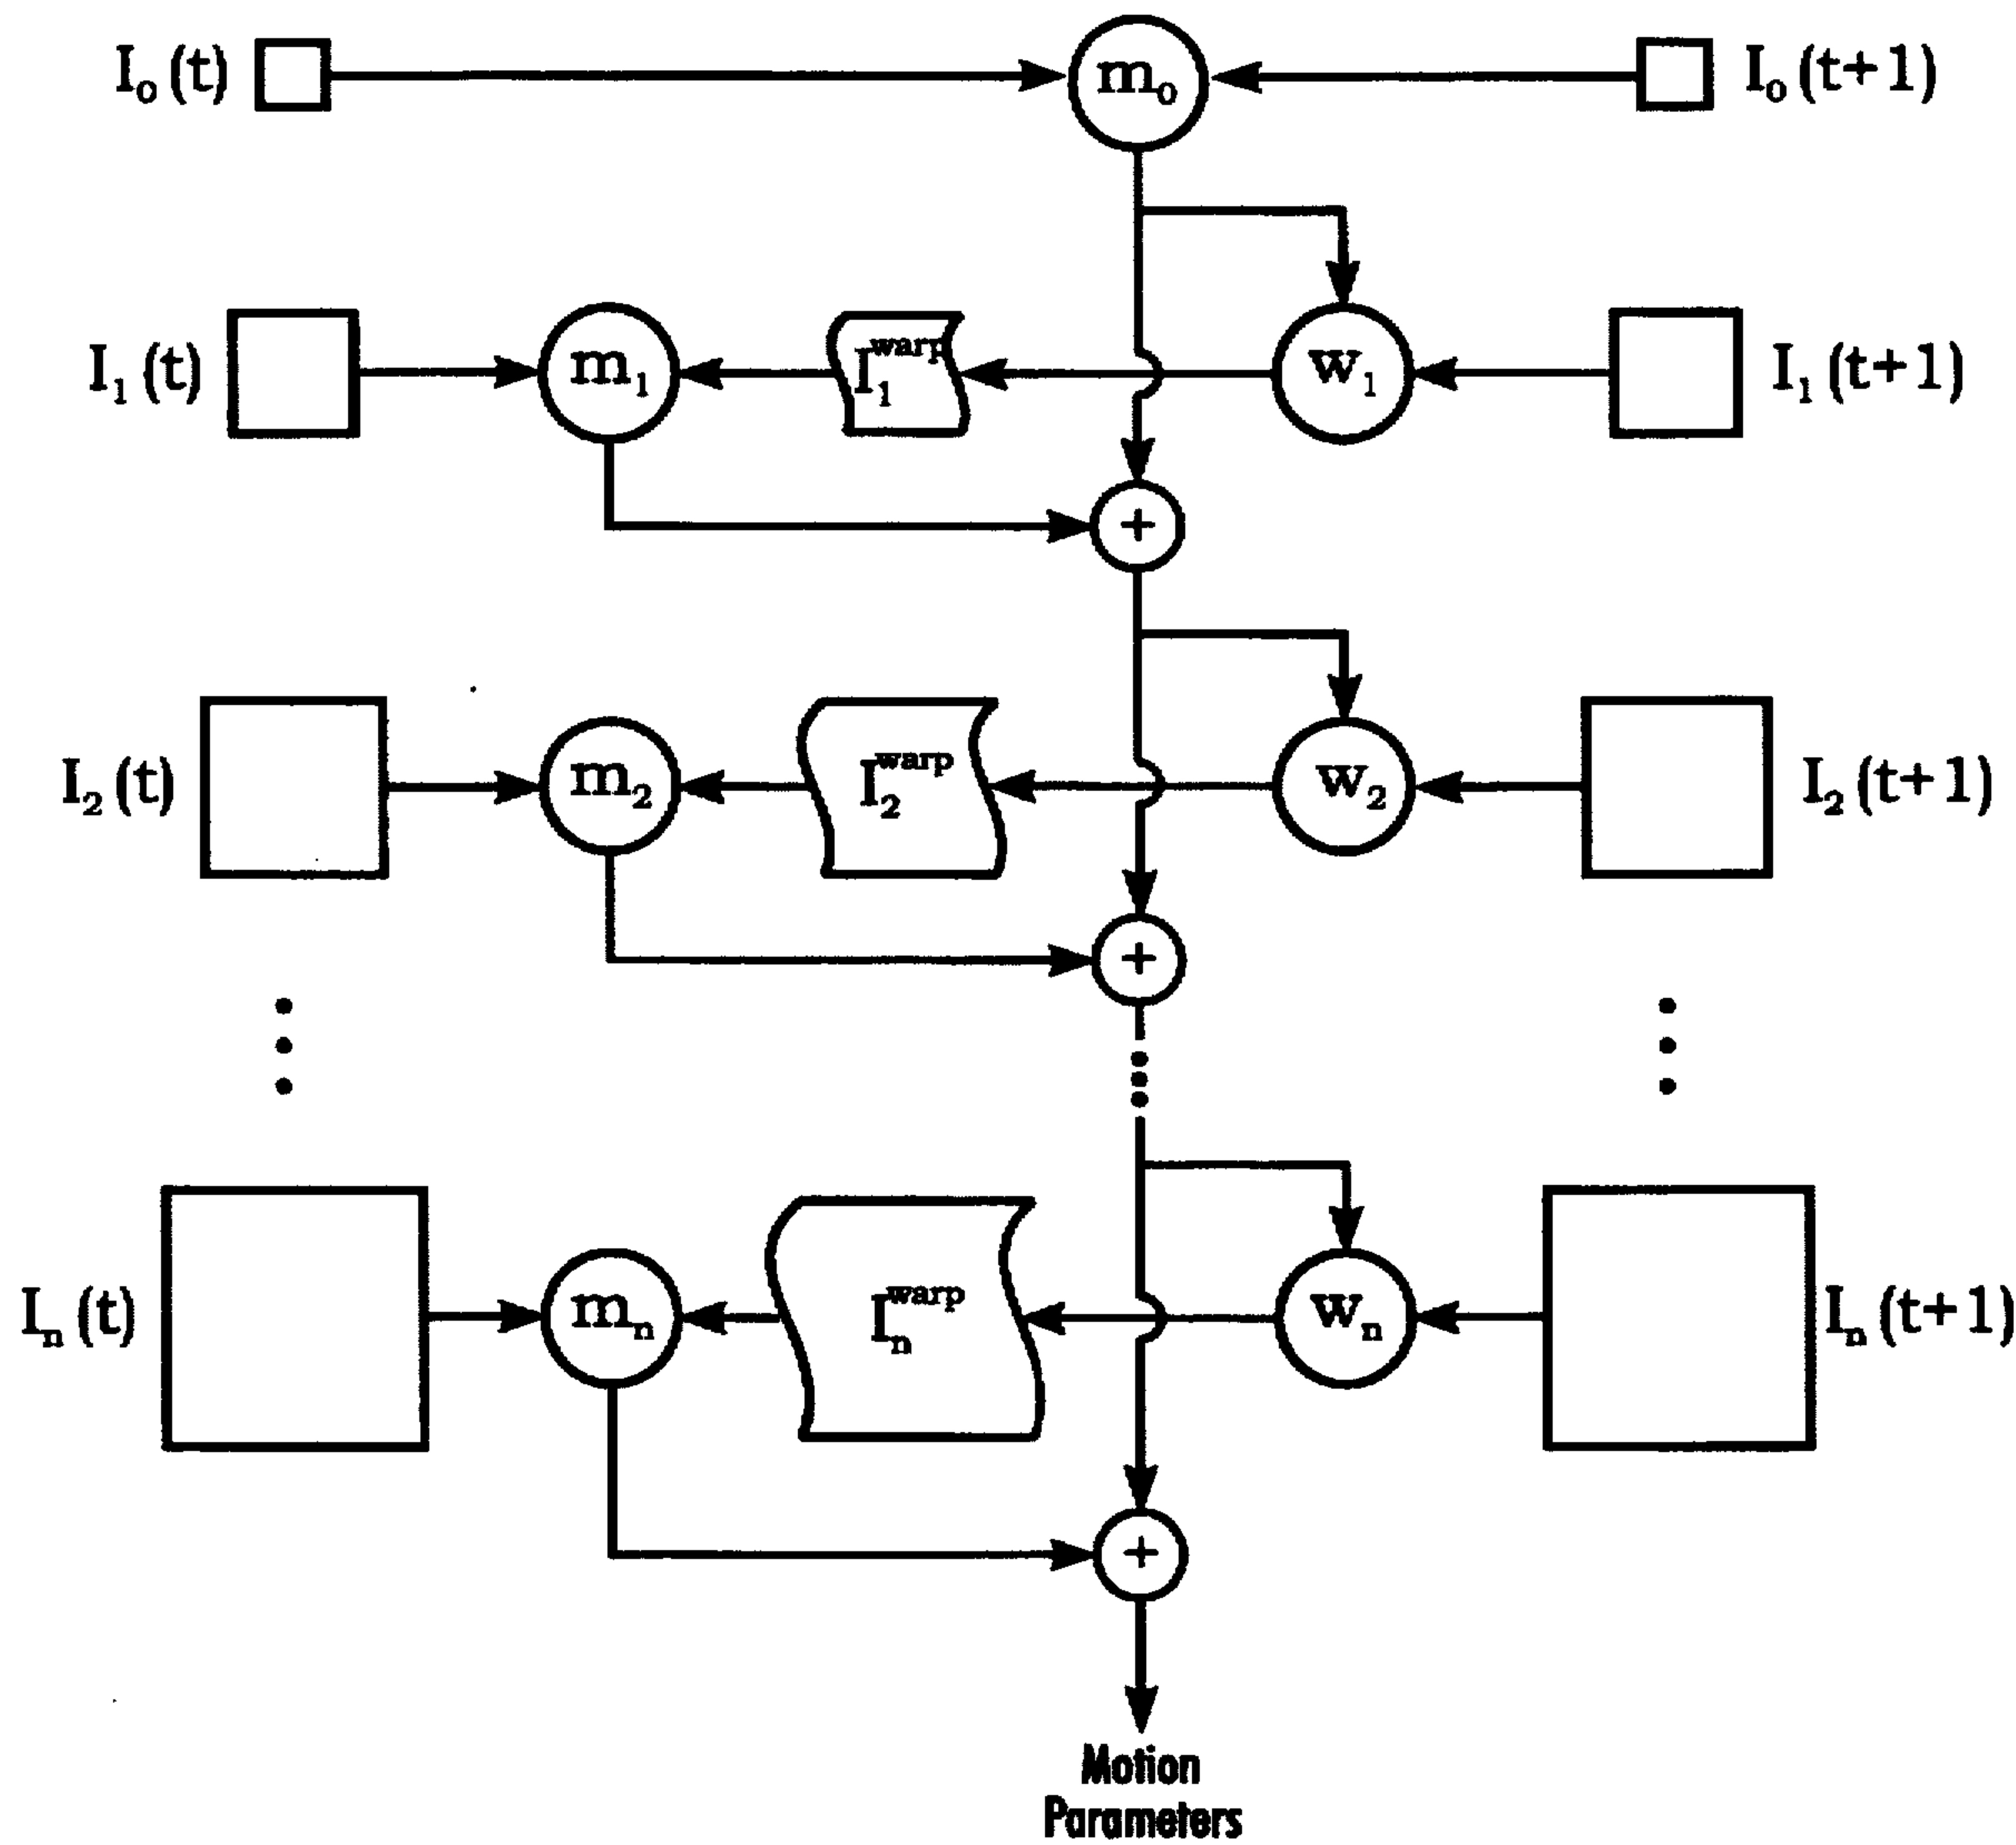 I₀ (t) m₀ I₀ (t+1)
I₁ (t) m₁ I₁ʷᵃʳᵖ w₁ I₁ (t+1)
+
I₂ (t) m₂ I₂ʷᵃʳᵖ w₂ I₂ (t+1)
+
Iₙ (t) mₙ Iₙʷᵃʳᵖ wₙ Iₙ (t+1)
+
Motion
Parameters